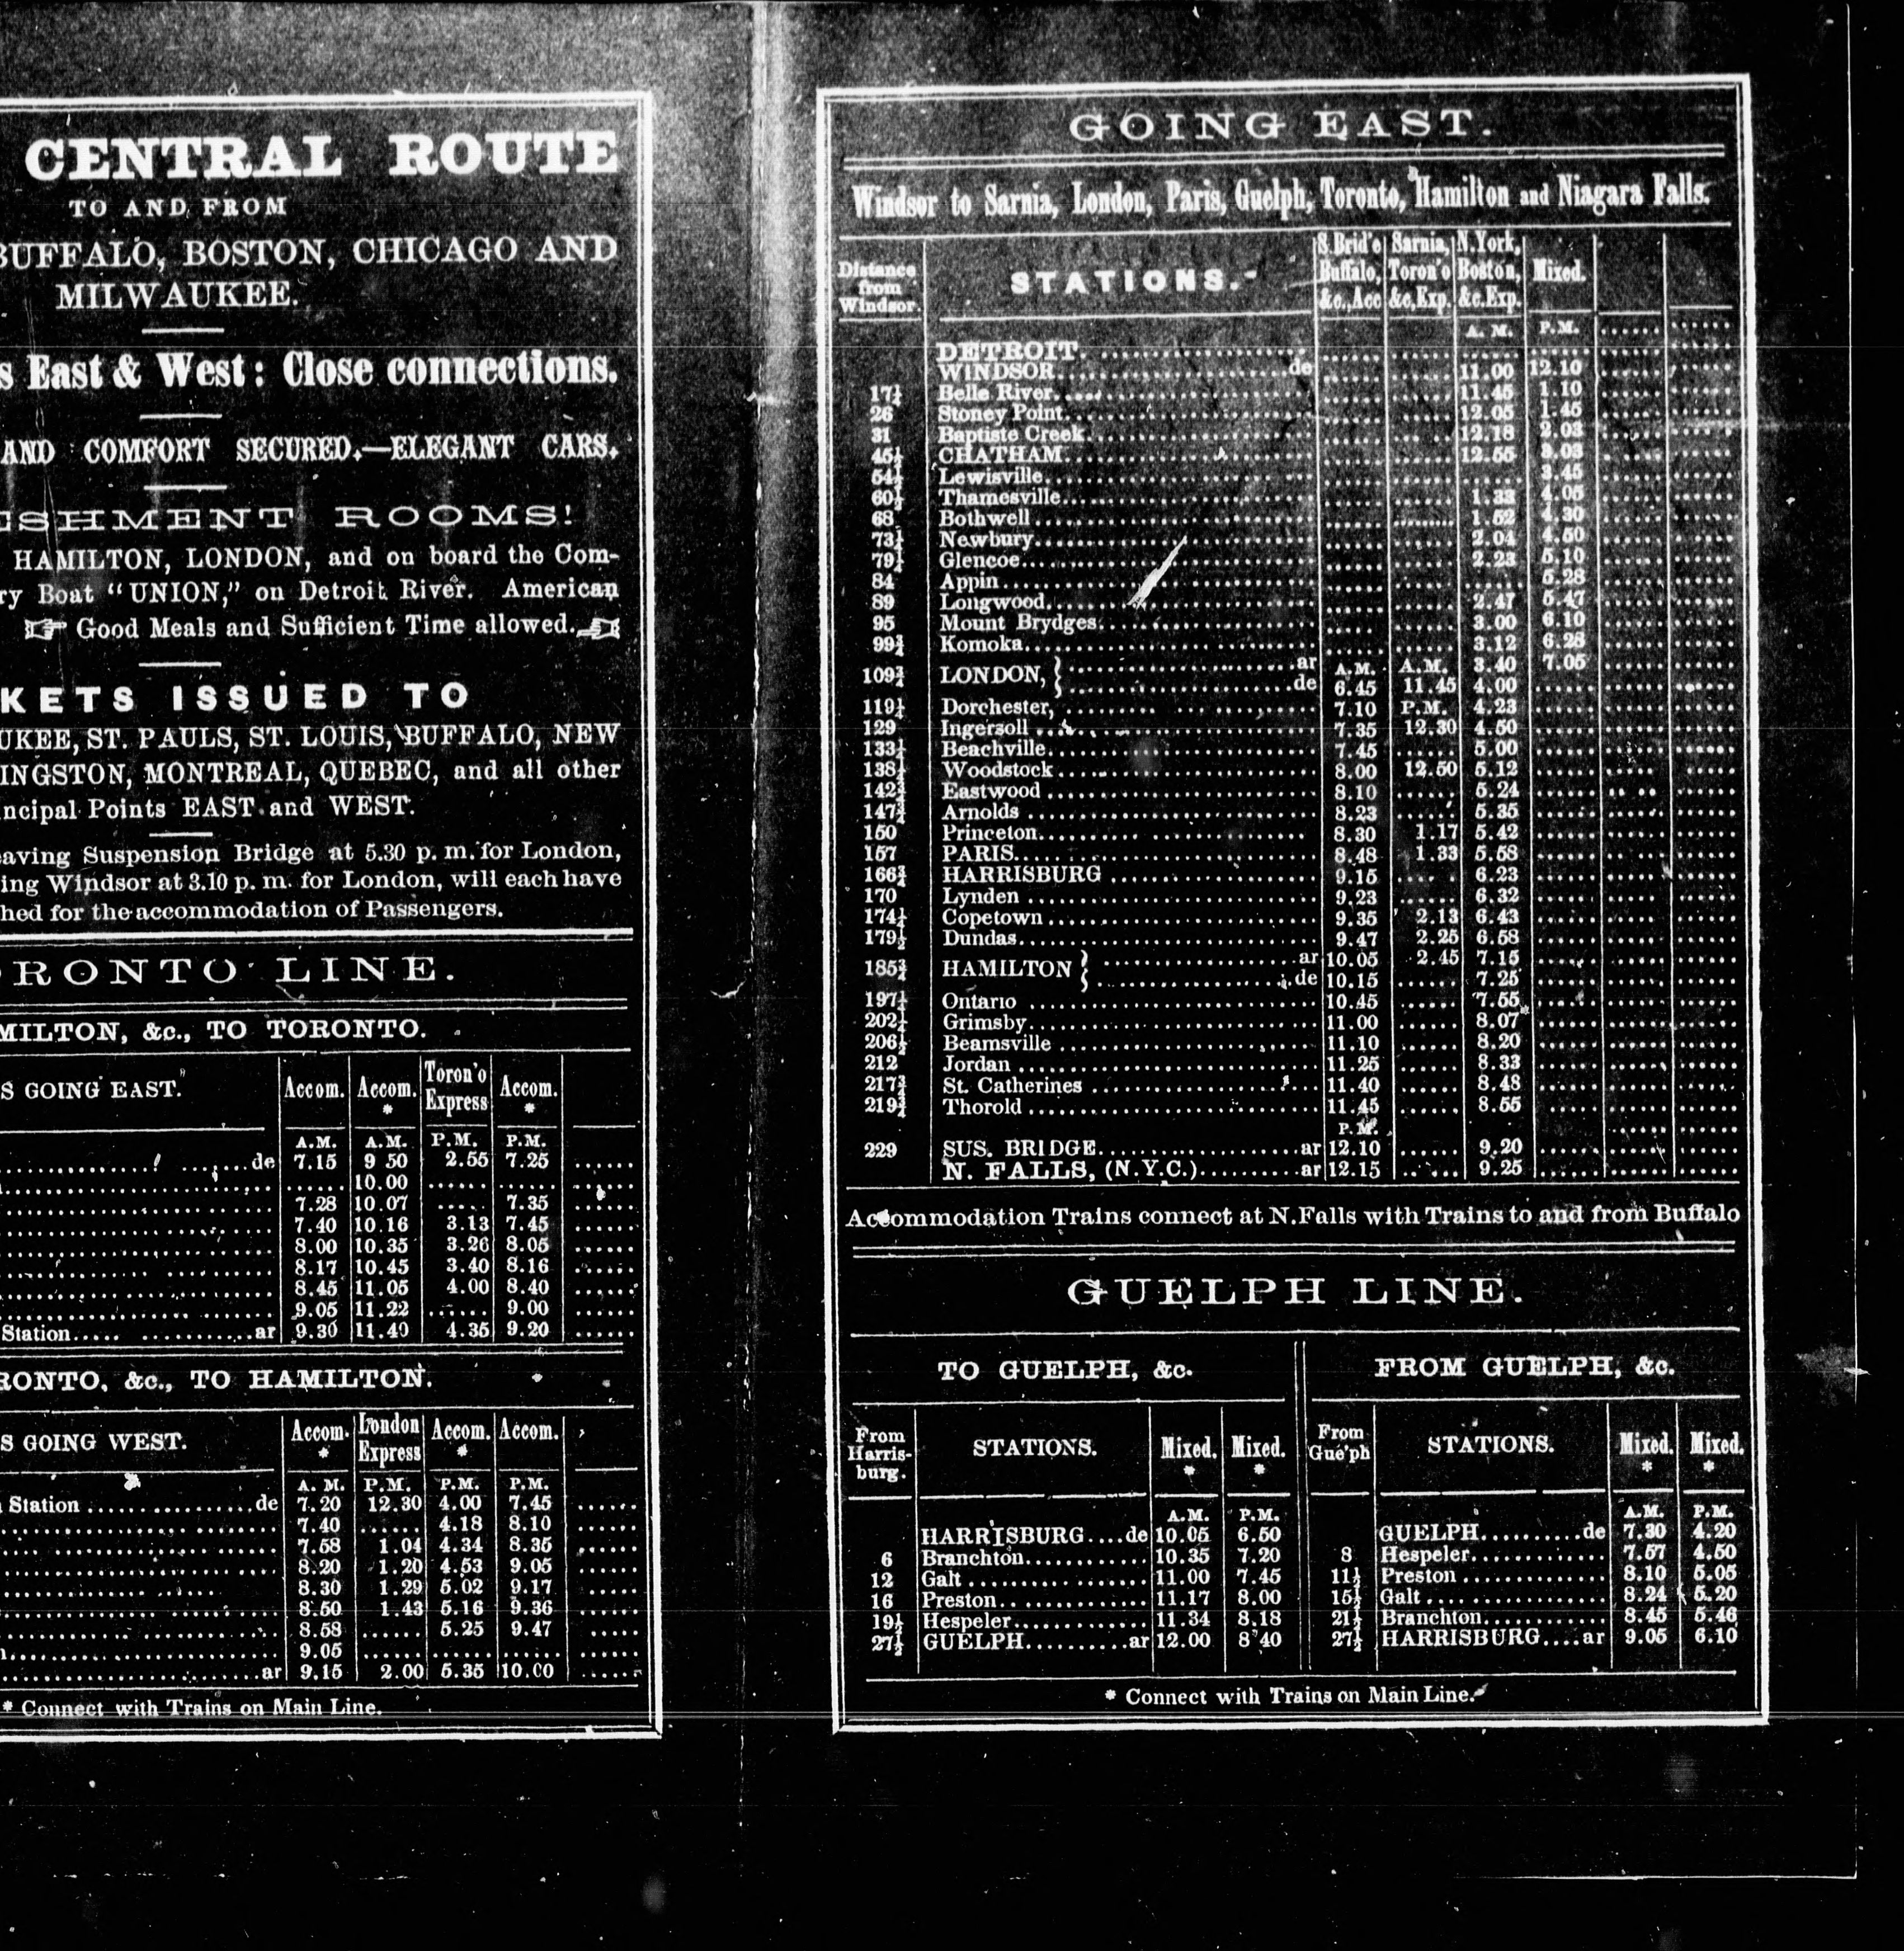 CENTRAL ROUTE
TO AND FROM
BUFFALO, BOSTON, CHICAGO AND
MILWAUKEE.
s East & West: Close connections.
AND COMFORT SECURED.—ELEGANT CARS.
ESHMENT ROOMS!
HAMILTON, LONDON, and on board the Com-
ry Boat "UNION," on Detroit River. American
☞ Good Meals and Sufficient Time allowed. ☜
KETS ISSUED TO
UKEE, ST. PAULS, ST. LOUIS, BUFFALO, NEW
INGSTON, MONTREAL, QUEBEC, and all other
ncipal Points EAST and WEST.
eaving Suspension Bridge at 5.30 p. m. for London,
ing Windsor at 3.10 p. m. for London, will each have
hed for the accommodation of Passengers.
ORONTO LINE.
MILTON, &c., TO TORONTO.
S GOING EAST. Accom. Accom. * Toron'o Express Accom. *
A.M. A.M. P.M. P.M.
de 7.15 9 50 2.55 7.25
...... 10.00 ...... ......
7.28 10.07 ..... 7.35
7.40 10.16 3.13 7.45
8.00 10.35 3.26 8.05
8.17 10.45 3.40 8.16
8.45 11.05 4.00 8.40
9.05 11.22 ...... 9.00
Station ar 9.30 11.40 4.35 9.20
RONTO, &c., TO HAMILTON.
S GOING WEST. Accom. * London Express Accom. * Accom.
A. M. P.M. P.M. P.M.
Station de 7.20 12.30 4.00 7.45
7.40 ...... 4.18 8.10
7.58 1.04 4.34 8.35
8.20 1.20 4.53 9.05
8.30 1.29 5.02 9.17
8.50 1.43 5.16 9.36
8.58 ...... 5.25 9.47
9.05 ...... ...... ......
ar 9.15 2.00 5.35 10.00
* Connect with Trains on Main Line.
GOING EAST.
Windsor to Sarnia, London, Paris, Guelph, Toronto, Hamilton and Niagara Falls.
Distance from Windsor. STATIONS. S.Brid'e Buffalo, &c., Acc Sarnia, Toron'o &c, Exp. N.York, Boston, &c. Exp. Mixed.
A. M. P.M.
DETROIT
WINDSOR de ...... ...... 11.00 12.10
17¼ Belle River ...... ...... 11.45 1.10
26 Stoney Point ...... ...... 12.05 1.45
31 Baptiste Creek ...... ...... 12.18 2.03
45½ CHATHAM ...... ...... 12.55 3.03
54½ Lewisville ...... ...... ...... 3.45
60½ Thamesville ...... ...... 1.33 4.05
68 Bothwell ...... ...... 1.52 4.30
73½ Newbury ...... ...... 2.04 4.50
79¼ Glencoe ...... ...... 2.23 5.10
84 Appin ...... ...... ...... 5.28
89 Longwood ...... ...... 2.47 5.47
95 Mount Brydges ...... ...... 3.00 6.10
99¾ Komoka ...... ...... 3.12 6.28
109¾ LONDON, } ar A.M. A.M. 3.40 7.05
de 6.45 11.45 4.00
119¼ Dorchester, 7.10 P.M. 4.23
129 Ingersoll 7.35 12.30 4.50
133½ Beachville 7.45 ...... 5.00
138½ Woodstock 8.00 12.50 5.12
142¾ Eastwood 8.10 ...... 5.24
147¾ Arnolds 8.23 ...... 5.35
150 Princeton 8.30 1.17 5.42
157 PARIS 8.48 1.33 5.58
166¾ HARRISBURG 9.15 ...... 6.23
170 Lynden 9.23 ...... 6.32
174¼ Copetown 9.35 2.13 6.43
179½ Dundas 9.47 2.25 6.58
185¾ HAMILTON } ar 10.05 2.45 7.15
de 10.15 ...... 7.25
197¼ Ontario 10.45 ...... 7.55
202¼ Grimsby 11.00 ...... 8.07
206½ Beamsville 11.10 ...... 8.20
212 Jordan 11.25 ...... 8.33
217¾ St. Catherines 11.40 ...... 8.48
219¾ Thorold 11.45 ...... 8.55
P.M.
229 SUS. BRIDGE ar 12.10 ...... 9.20
N. FALLS, (N.Y.C.) ar 12.15 ...... 9.25
Accommodation Trains connect at N.Falls with Trains to and from Buffalo
GUELPH LINE.
TO GUELPH, &c.
From Harris-burg. STATIONS. Mixed. * Mixed. *
A.M. P.M.
HARRISBURG de 10.05 6.50
6 Branchton 10.35 7.20
12 Galt 11.00 7.45
16 Preston 11.17 8.00
19½ Hespeler 11.34 8.18
27½ GUELPH ar 12.00 8 40
FROM GUELPH, &c.
From Gue'ph STATIONS. Mixed. * Mixed. *
A.M. P.M.
GUELPH de 7.30 4.20
8 Hespeler 7.57 4.50
11½ Preston 8.10 5.05
15½ Galt 8.24 5.20
21½ Branchton 8.45 5.46
27½ HARRISBURG ar 9.05 6.10
* Connect with Trains on Main Line.